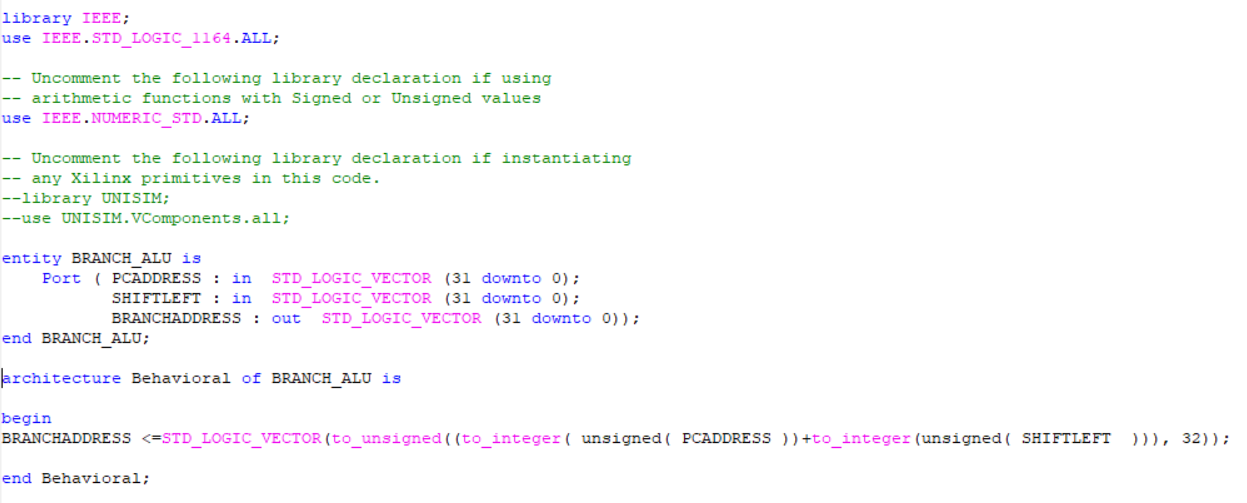 library IEEE;
use IEEE.STD_LOGIC_1164.ALL;
-- Uncomment the following library declaration if using
-- arithmetic functions with Signed or Unsigned values
use IEEE.NUMERIC_STD.ALL;
-- Uncomment the following library declaration if instantiating
-- any Xilinx primitives in this code.
--library UNISIM;
--use UNISIM.VComponents.all;
entity BRANCH_ALU is
    Port ( PCADDRESS : in  STD_LOGIC_VECTOR (31 downto 0);
           SHIFTLEFT : in  STD_LOGIC_VECTOR (31 downto 0);
           BRANCHADDRESS : out  STD_LOGIC_VECTOR (31 downto 0));
end BRANCH_ALU;
architecture Behavioral of BRANCH_ALU is
begin
BRANCHADDRESS <=STD_LOGIC_VECTOR(to_unsigned((to_integer( unsigned( PCADDRESS ))+to_integer(unsigned( SHIFTLEFT  ))), 32));
end Behavioral;